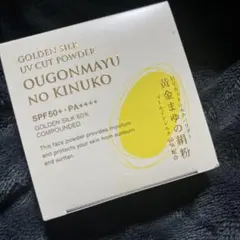 GOLDEN SILK
UV CUT POWDER
OUGONMAYU
NO KINUKO
SPF50+・PA++++
GOLDEN SILK 60%
COMPOUNDED
This face powder provides moisture
and protects your skin from sunburn
and suntan.
黄金まゆの絹粉